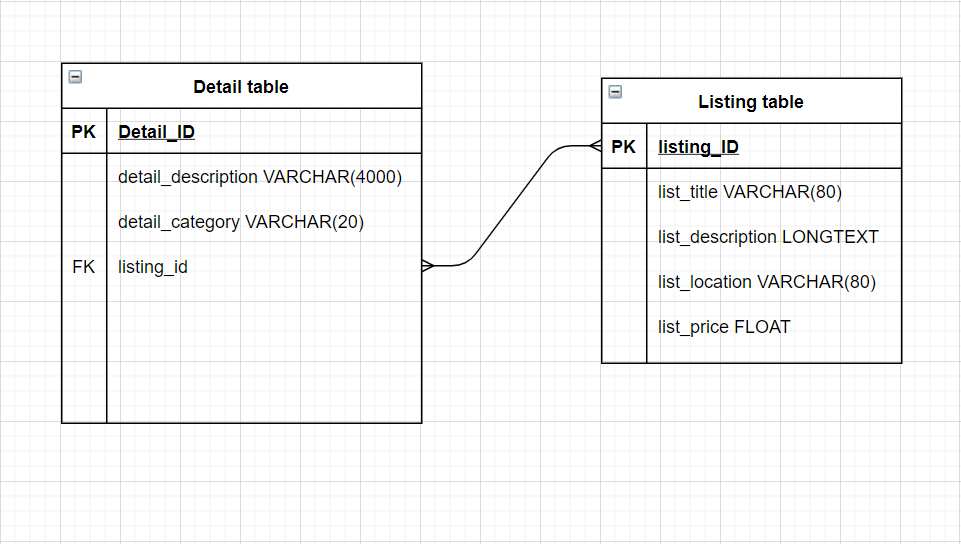 Detail table
PK Detail_ID
detail_description VARCHAR(4000)
detail_category VARCHAR(20)
FK listing_id
Listing table
PK listing_ID
list_title VARCHAR(80)
list_description LONGTEXT
list_location VARCHAR(80)
list_price FLOAT